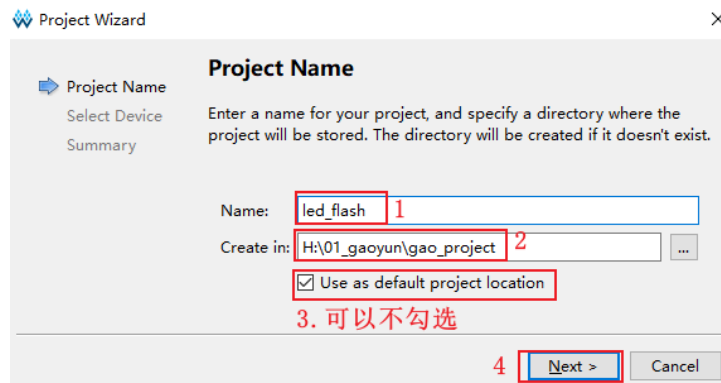 Project Wizard
Project Name
Project Name
Select Device
Summary
Enter a name for your project, and specify a directory where the
project will be stored. The directory will be created if it doesn't exist.
Name: led_flash 1
Create in: H:\01_gaoyun\gao_project 2 ...
Use as default project location
3. 可以不勾选
4 Next > Cancel